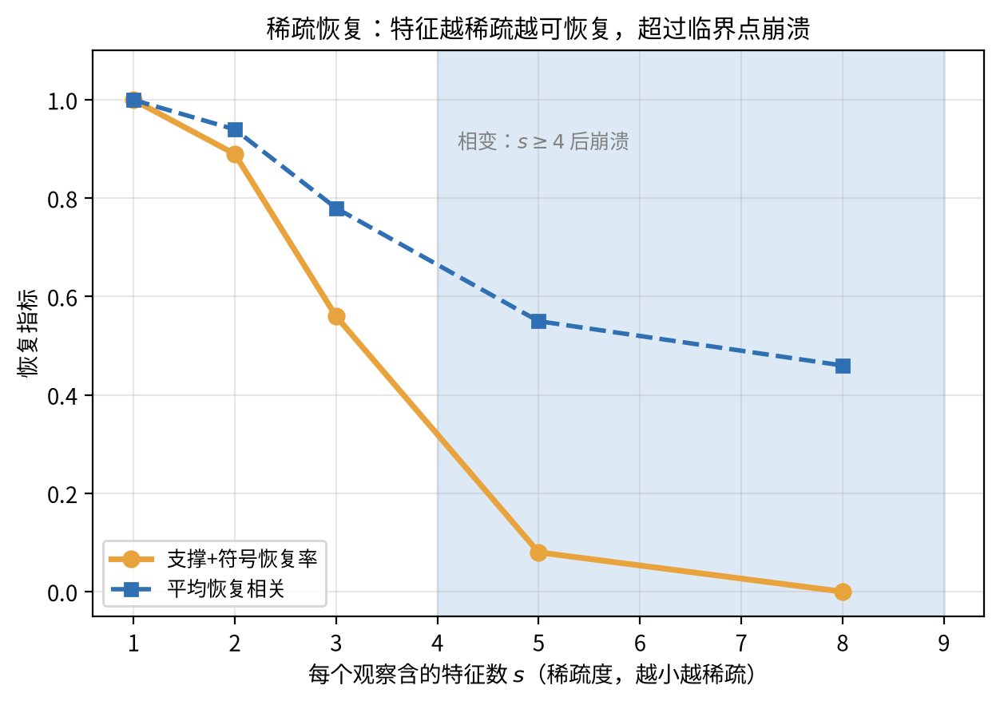 稀疏恢复：特征越稀疏越可恢复，超过临界点崩溃
恢复指标
1.0
0.8
0.6
0.4
0.2
0.0
相变：s ≥ 4 后崩溃
支撑+符号恢复率
平均恢复相关
1 2 3 4 5 6 7 8 9
每个观察含的特征数 s（稀疏度，越小越稀疏）